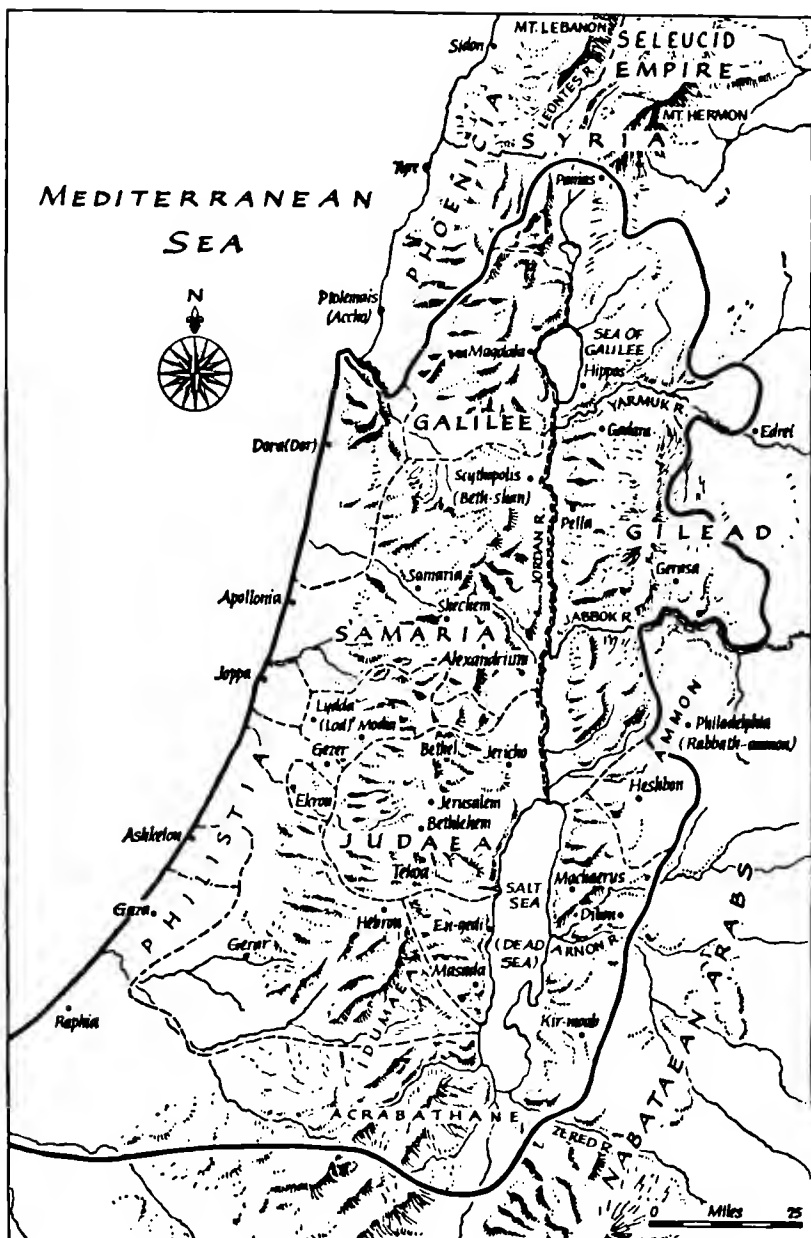 MT. LEBANON
Sidon
SELEUCID
EMPIRE
LEONTES R.
MT. HERMON
SYRIA
PHOENICIA
Tyre
Panias
MEDITERRANEAN
SEA
N
Ptolemais
(Accho)
Magdala
SEA OF
GALILEE
Hippos
YARMUK R.
GALILEE
Gadara
Edrei
Dora (Dor)
Scythopolis
(Beth-shan)
Pella
GILEAD
JORDAN R.
Samaria
Gerasa
Apollonia
Shechem
JABBOK R.
SAMARIA
Alexandrium
Joppa
AMMON
Lydda
(Lod)
Modin
Philadelphia
(Rabbath-ammon)
Gezer
Bethel
Jericho
Heshbon
Ekron
Jerusalem
Bethlehem
Ashkelon
JUDAEA
PHILISTIA
Tekoa
Machaerus
SALT
SEA
(DEAD
SEA)
Dibon
Gaza
Hebron
En-gedi
ARNON R.
Gerar
Masada
NABATAEAN ARABS
Raphia
IDUMAEA
Kir-moab
ACRABATHANE
ZERED R.
0 Miles 25